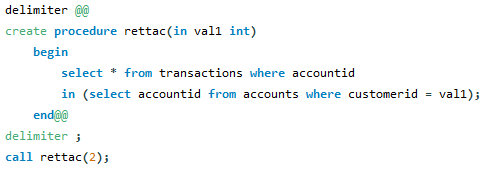 delimiter @@
create procedure rettac(in val1 int)
    begin
        select * from transactions where accountid
        in (select accountid from accounts where customerid = val1);
    end@@
delimiter ;
call rettac(2);